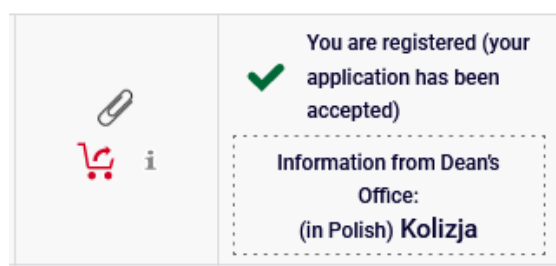 You are registered (your
application has been
accepted)
i
Information from Dean's
Office:
(in Polish) Kolizja